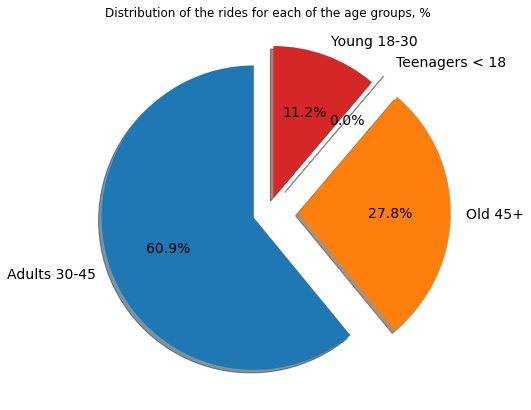 Distribution of the rides for each of the age groups, %
Young 18-30
Teenagers < 18
11.2%
0.0%
27.8%
Old 45+
60.9%
Adults 30-45